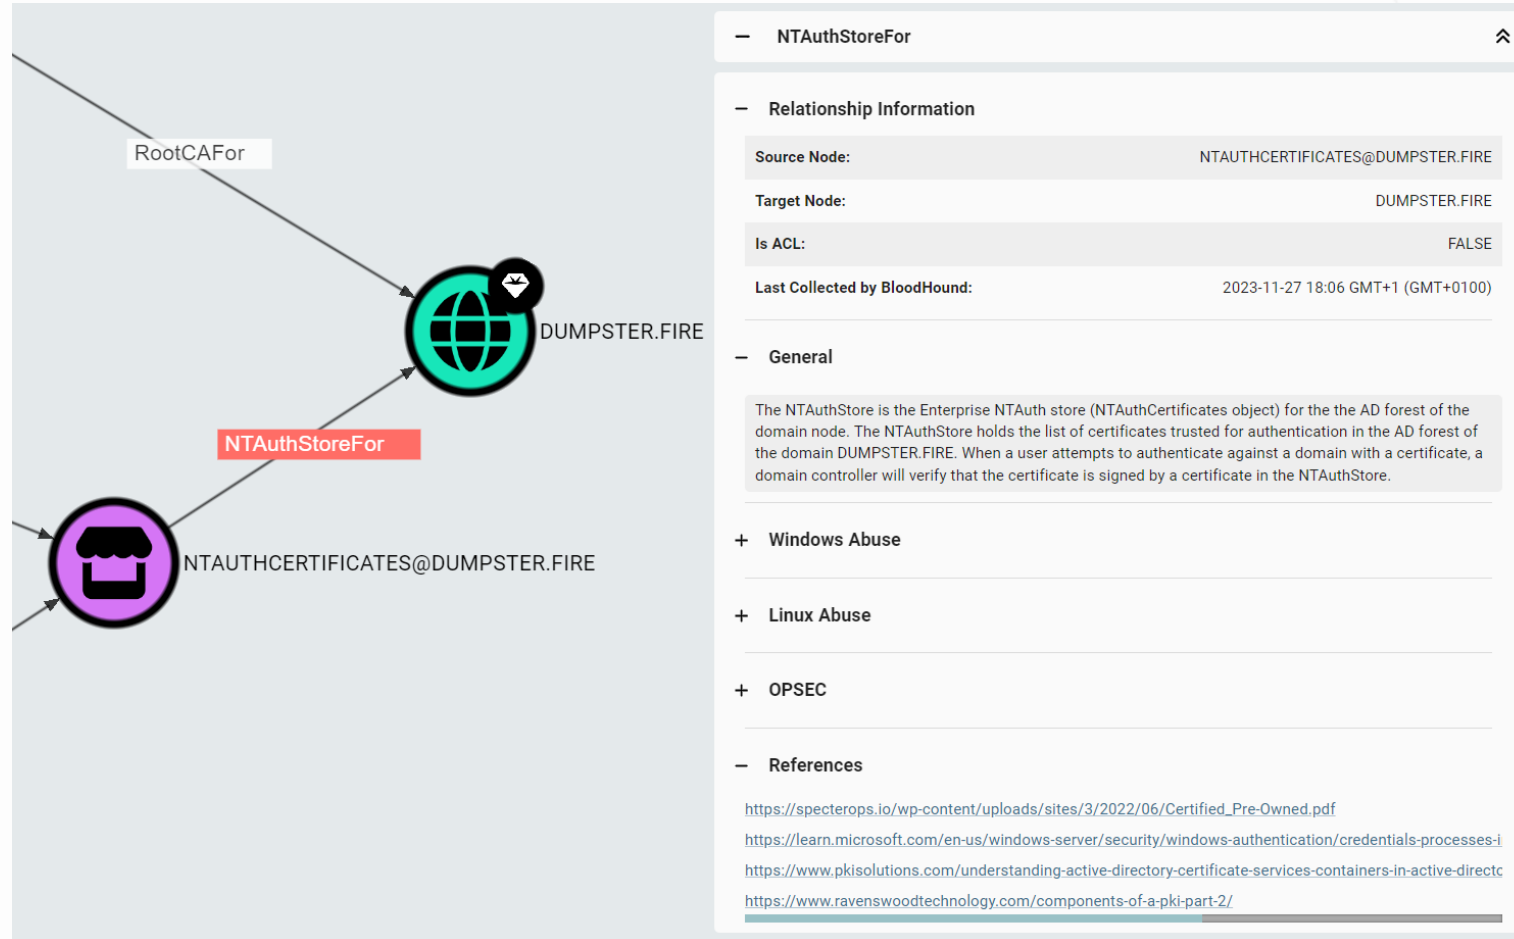 RootCAFor
DUMPSTER.FIRE
NTAuthStoreFor
NTAUTHCERTIFICATES@DUMPSTER.FIRE
NTAuthStoreFor
Relationship Information
Source Node: NTAUTHCERTIFICATES@DUMPSTER.FIRE
Target Node: DUMPSTER.FIRE
Is ACL: FALSE
Last Collected by BloodHound: 2023-11-27 18:06 GMT+1 (GMT+0100)
General
The NTAuthStore is the Enterprise NTAuth store (NTAuthCertificates object) for the the AD forest of the
domain node. The NTAuthStore holds the list of certificates trusted for authentication in the AD forest of
the domain DUMPSTER.FIRE. When a user attempts to authenticate against a domain with a certificate, a
domain controller will verify that the certificate is signed by a certificate in the NTAuthStore.
Windows Abuse
Linux Abuse
OPSEC
References
https://specterops.io/wp-content/uploads/sites/3/2022/06/Certified_Pre-Owned.pdf
https://learn.microsoft.com/en-us/windows-server/security/windows-authentication/credentials-processes-i
https://www.pkisolutions.com/understanding-active-directory-certificate-services-containers-in-active-directo
https://www.ravenswoodtechnology.com/components-of-a-pki-part-2/